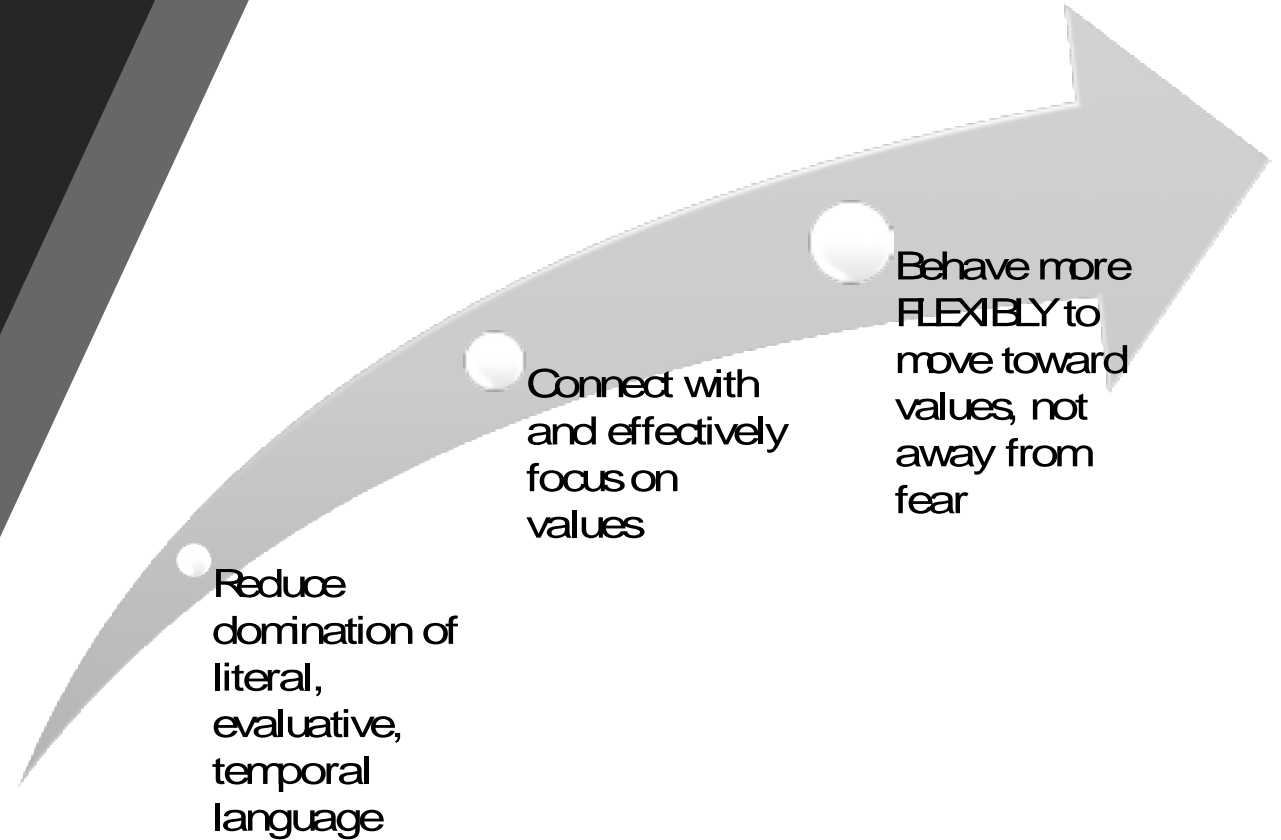 Reduce
domination of
literal,
evaluative,
temporal
language
Connect with
and effectively
focus on
values
Behave more
FLEXIBLY to
move toward
values, not
away from
fear